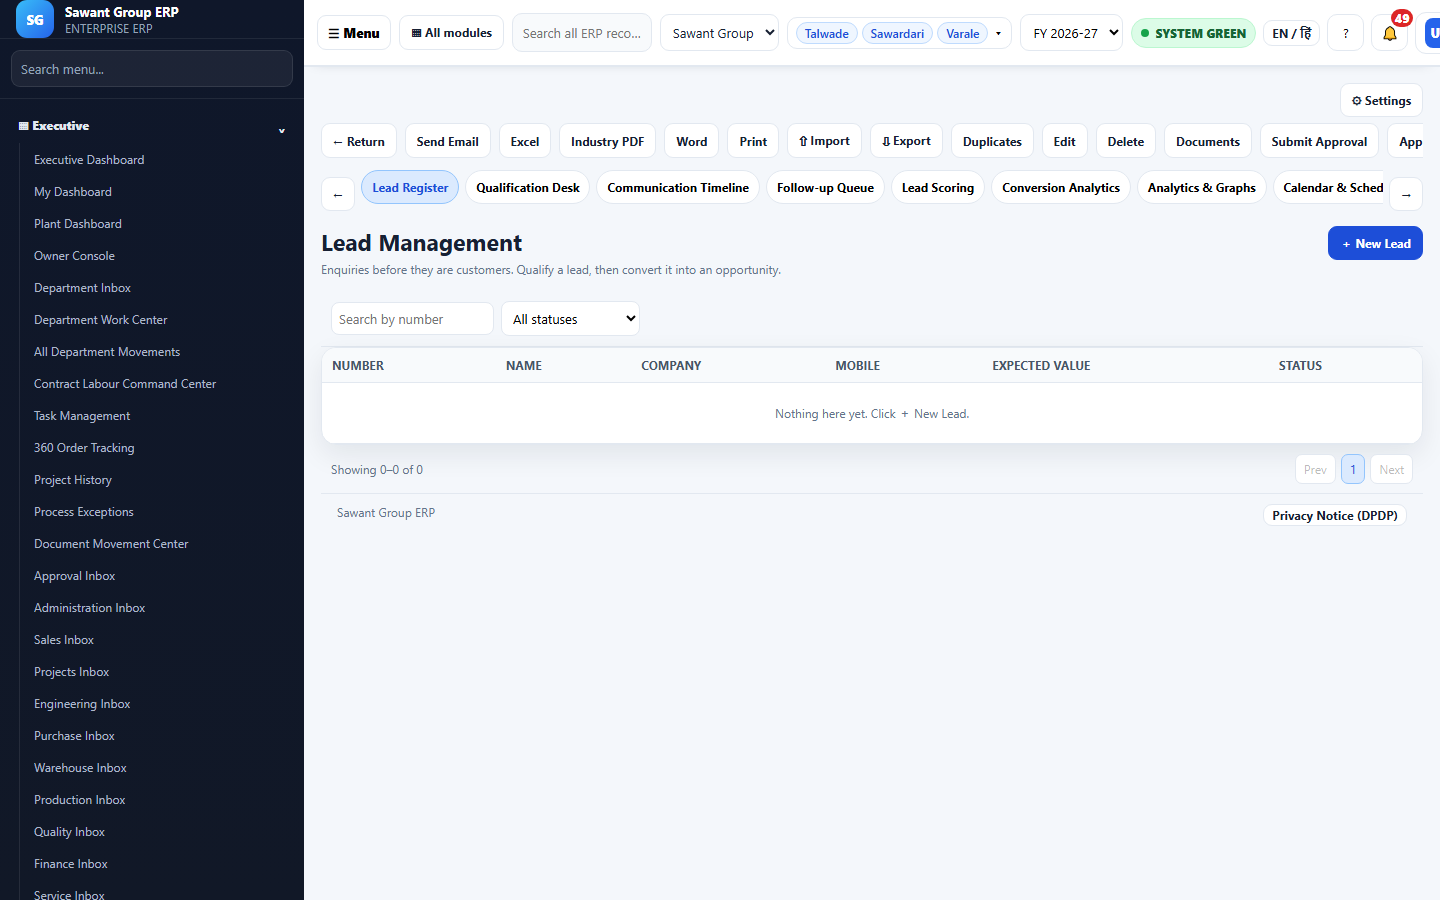 SG
Sawant Group ERP
ENTERPRISE ERP
Search menu...
Executive
Executive Dashboard
My Dashboard
Plant Dashboard
Owner Console
Department Inbox
Department Work Center
All Department Movements
Contract Labour Command Center
Task Management
360 Order Tracking
Project History
Process Exceptions
Document Movement Center
Approval Inbox
Administration Inbox
Sales Inbox
Projects Inbox
Engineering Inbox
Purchase Inbox
Warehouse Inbox
Production Inbox
Quality Inbox
Finance Inbox
Service Inbox
☰ Menu All modules Search all ERP reco... Sawant Group Talwade Sawardari Varale FY 2026-27 SYSTEM GREEN EN / हिं ? 49 U
⚙ Settings
← Return Send Email Excel Industry PDF Word Print ⇧ Import ⇩ Export Duplicates Edit Delete Documents Submit Approval App
← Lead Register Qualification Desk Communication Timeline Follow-up Queue Lead Scoring Conversion Analytics Analytics & Graphs Calendar & Sched →
Lead Management
＋ New Lead
Enquiries before they are customers. Qualify a lead, then convert it into an opportunity.
Search by number All statuses
NUMBER NAME COMPANY MOBILE EXPECTED VALUE STATUS
Nothing here yet. Click ＋ New Lead.
Showing 0–0 of 0 Prev 1 Next
Sawant Group ERP Privacy Notice (DPDP)